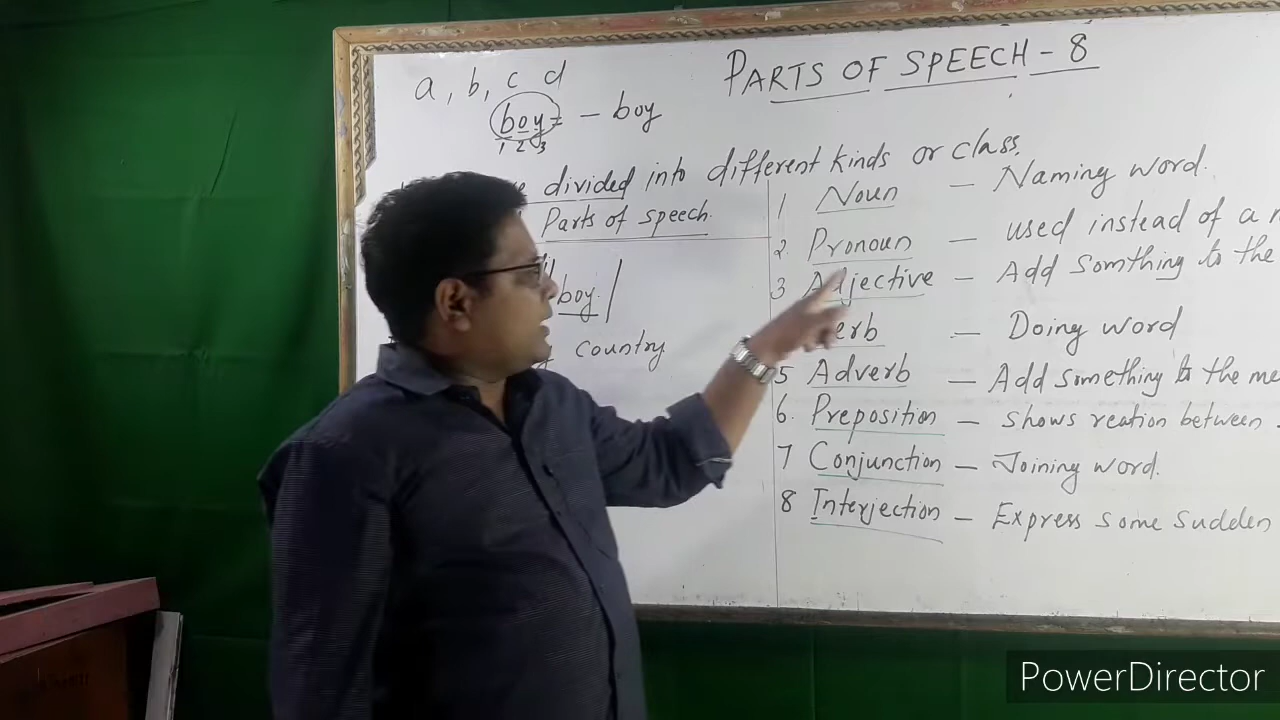 a, b, c d
PARTS OF SPEECH - 8
boy = - boy
1 2 3
divided into different kinds or class.
Parts of speech.
boy.
country
1 Noun - Naming word.
2. Pronoun - used instead of a
3 Adjective - Add Somthing to the
erb - Doing word
5 Adverb - Add something to the me
6. Preposition - shows reation between
7 Conjunction - Joining word.
8 Interjection - Express some sudden
PowerDirector